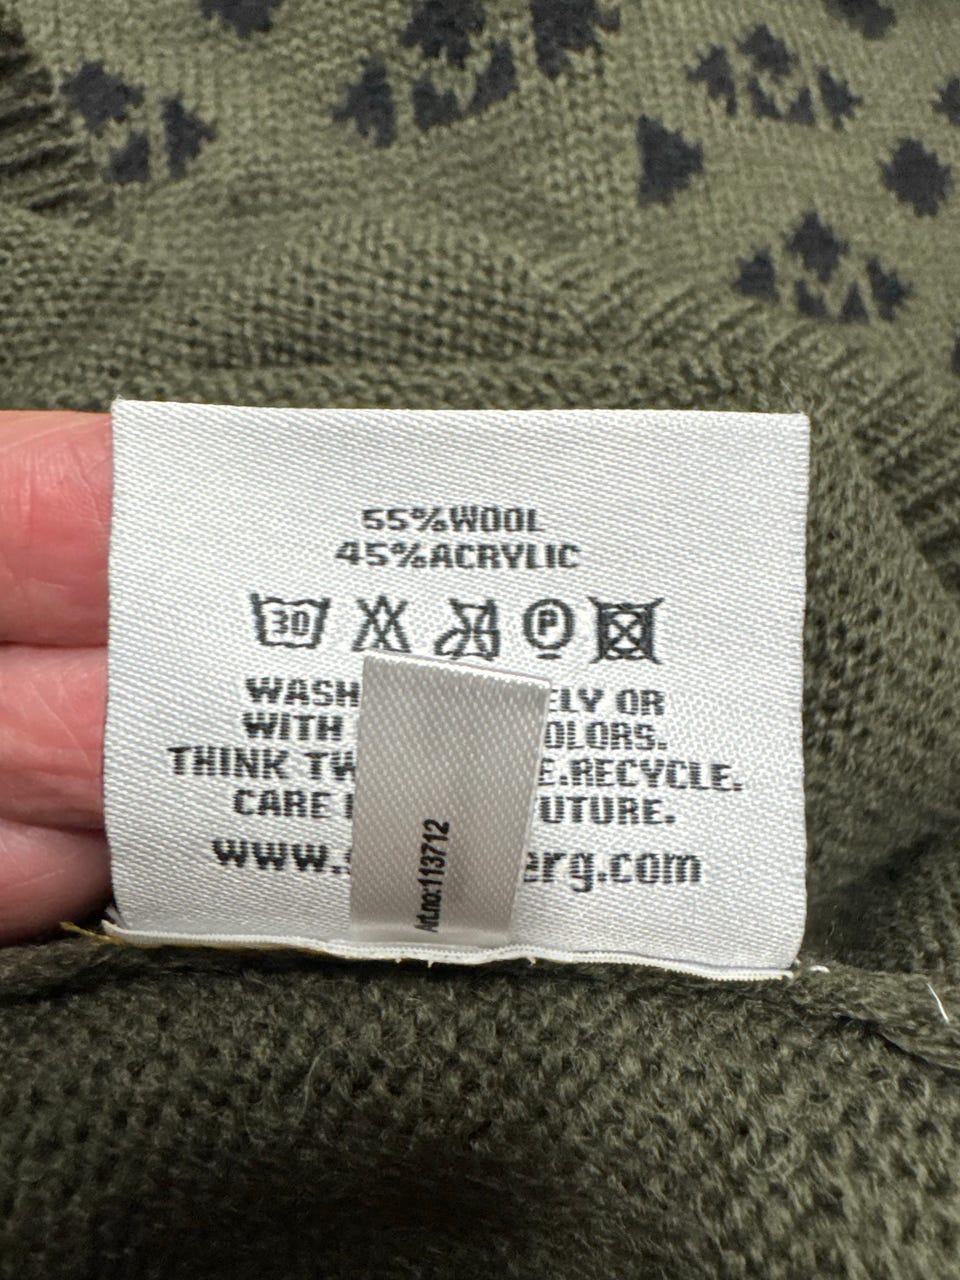 55%WOOL
45%ACRYLIC
30
P
WASH ELY OR
WITH OLORS.
THINK TW E.RECYCLE.
CARE UTURE.
www.s erg.com
Art.no:113712